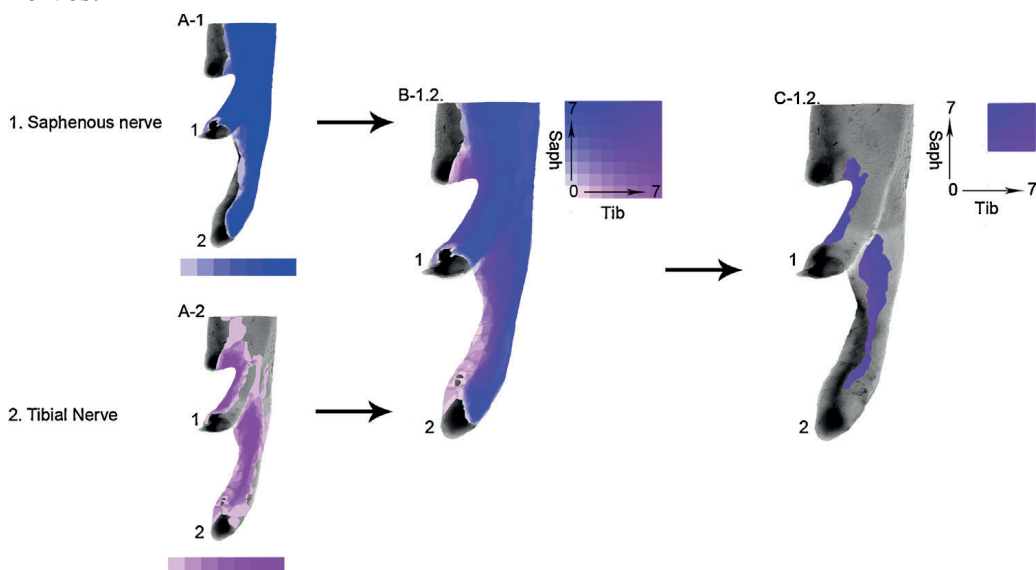 A-1
1. Saphenous nerve
1
2
A-2
2. Tibial Nerve
1
2
B-1.2.
7
Saph
0
7
Tib
1
2
C-1.2.
7
Saph
0
7
Tib
1
2